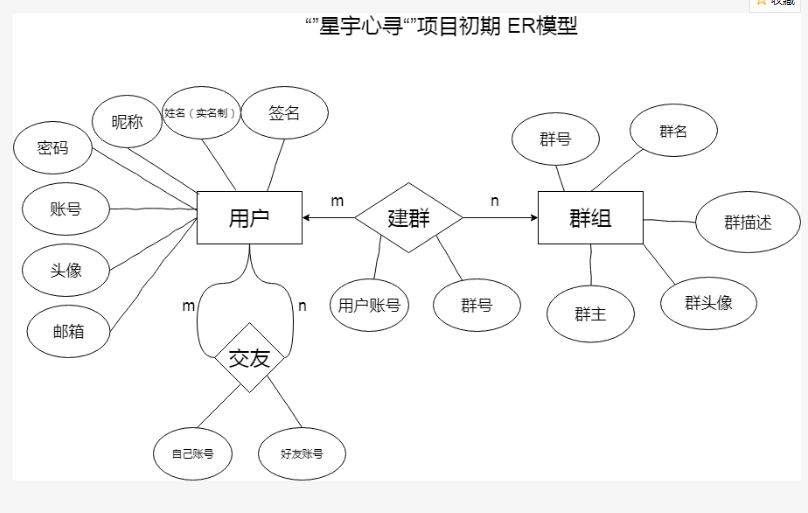 收藏
“”星宇心寻“”项目初期 ER模型
昵称
姓名（实名制）
签名
密码
账号
头像
邮箱
用户
m
建群
n
群组
群号
群名
群描述
群头像
群主
用户账号
群号
m
n
交友
自己账号
好友账号